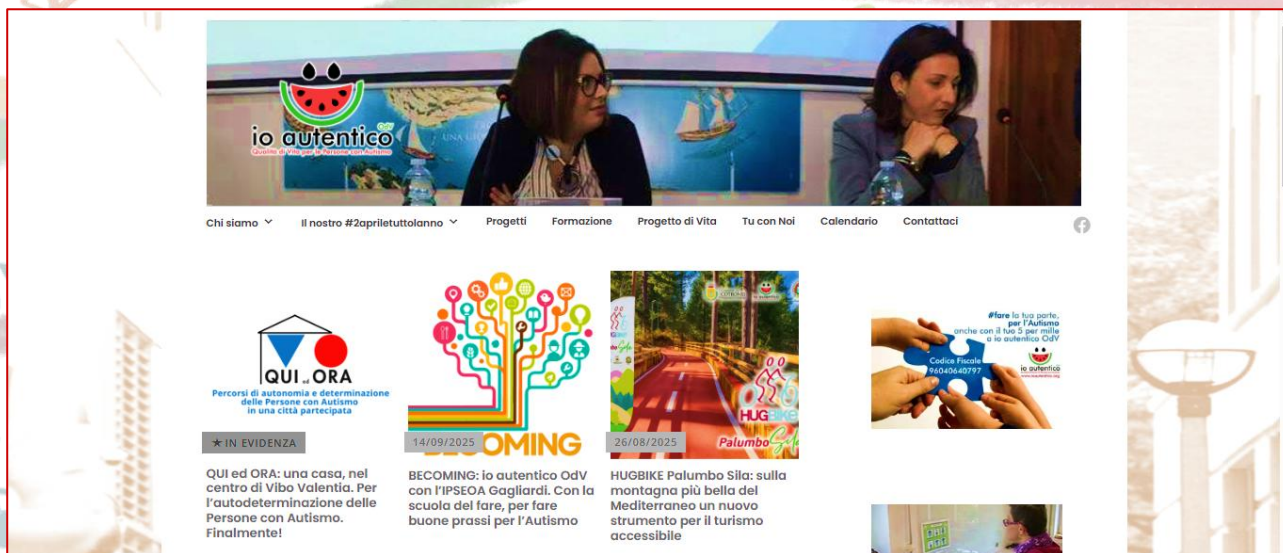 UNA GR
io autentico OdV
Qualità di Vita per le Persone con Autismo
Chi siamo
Il nostro #2apriletuttolanno
Progetti
Formazione
Progetto di Vita
Tu con Noi
Calendario
Contattaci
QUI ed ORA
Percorsi di autonomia e determinazione
delle Persone con Autismo
in una città partecipata
★ IN EVIDENZA
QUI ed ORA: una casa, nel
centro di Vibo Valentia. Per
l’autodeterminazione delle
Persone con Autismo.
Finalmente!
BECOMING
14/09/2025
BECOMING: io autentico OdV
con l’IPSEOA Gagliardi. Con la
scuola del fare, per fare
buone prassi per l’Autismo
HUGBIKE
Palumbo Sila
26/08/2025
HUGBIKE Palumbo Sila: sulla
montagna più bella del
Mediterraneo un nuovo
strumento per il turismo
accessibile
#fare la tua parte,
per l'Autismo
anche con il tuo 5 per mille
a io autentico OdV
Codice Fiscale
96040640797
io autentico